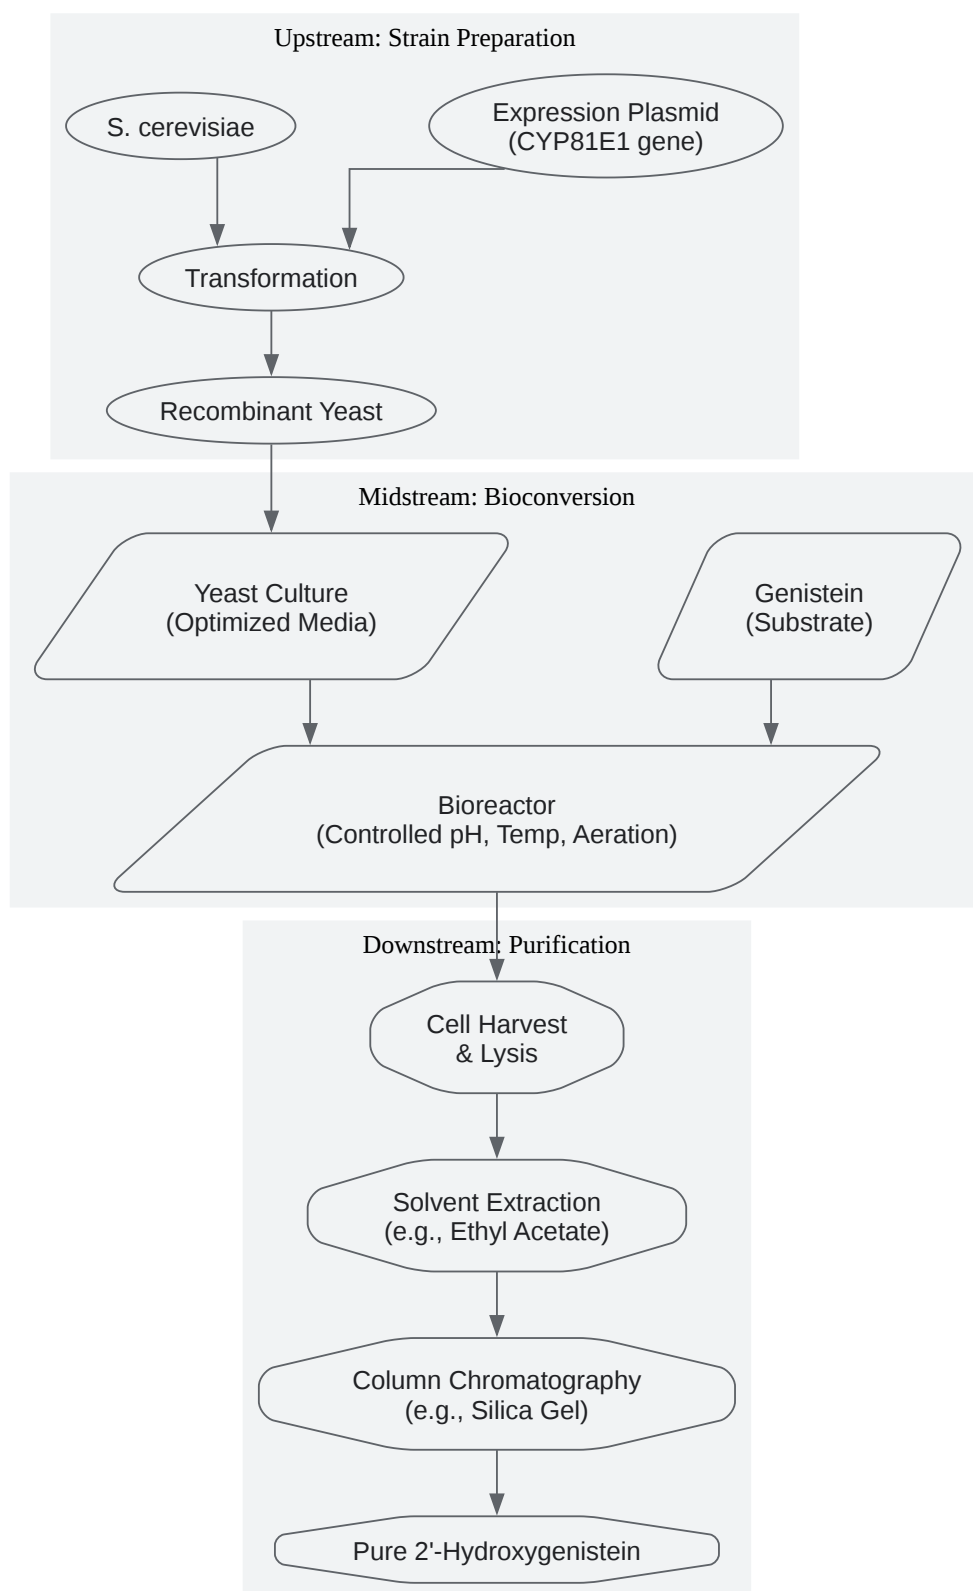 Upstream: Strain Preparation
S. cerevisiae
Expression Plasmid
(CYP81E1 gene)
Transformation
Recombinant Yeast
Midstream: Bioconversion
Yeast Culture
(Optimized Media)
Genistein
(Substrate)
Bioreactor
(Controlled pH, Temp, Aeration)
Downstream: Purification
Cell Harvest
& Lysis
Solvent Extraction
(e.g., Ethyl Acetate)
Column Chromatography
(e.g., Silica Gel)
Pure 2'-Hydroxygenistein